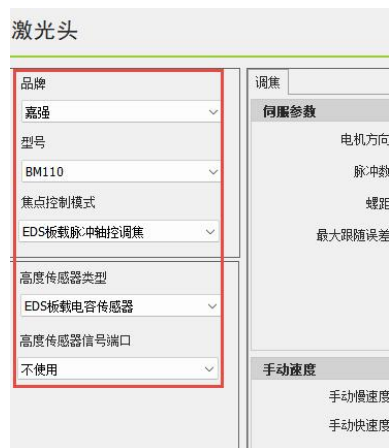 激光头
品牌
嘉强
型号
BM110
焦点控制模式
EDS板载脉冲轴控调焦
高度传感器类型
EDS板载电容传感器
高度传感器信号端口
不使用
调焦
伺服参数
电机方向
脉冲数
螺距
最大跟随误差
手动速度
手动慢速度
手动快速度